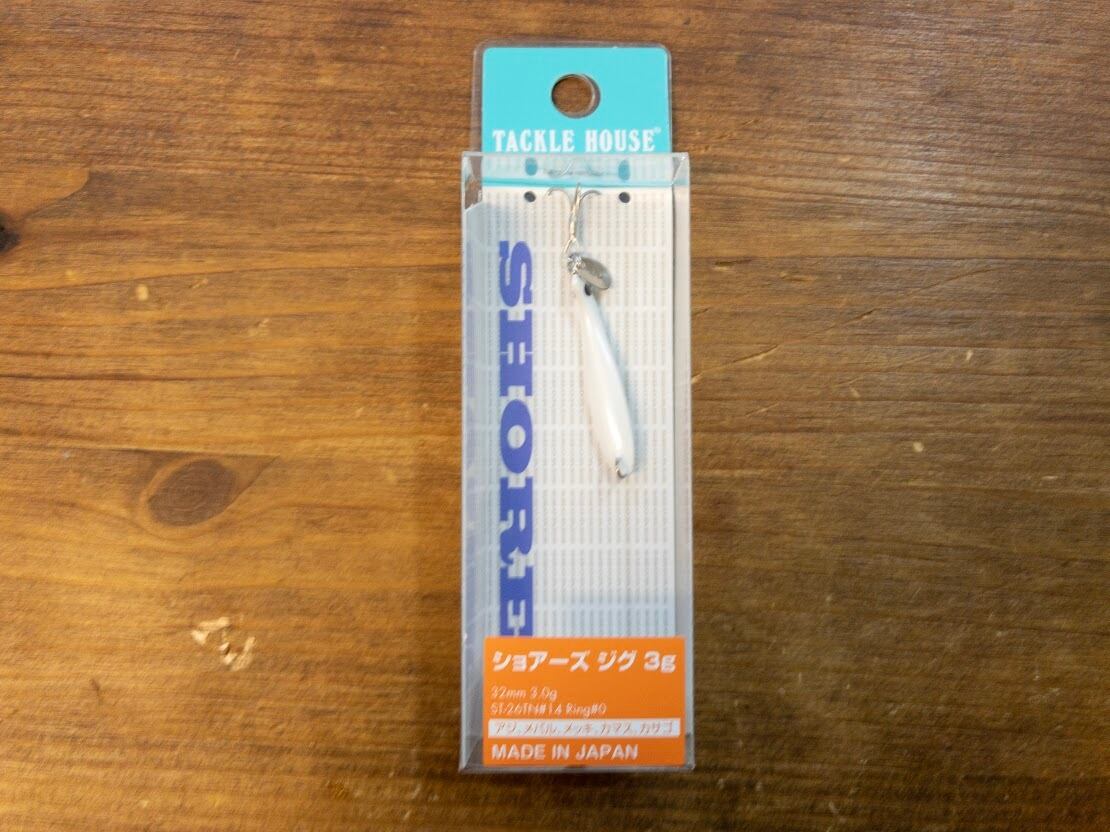 TACKLE HOUSE®
SHORE
ショアーズ ジグ 3g
32mm 3.0g
ST-26TN#14 Ring#0
アジ、メバル、メッキ、カマス、カサゴ
MADE IN JAPAN